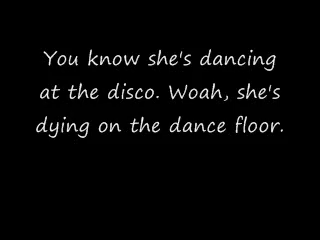 You know she's dancing
at the disco. Woah, she's
dying on the dance floor.